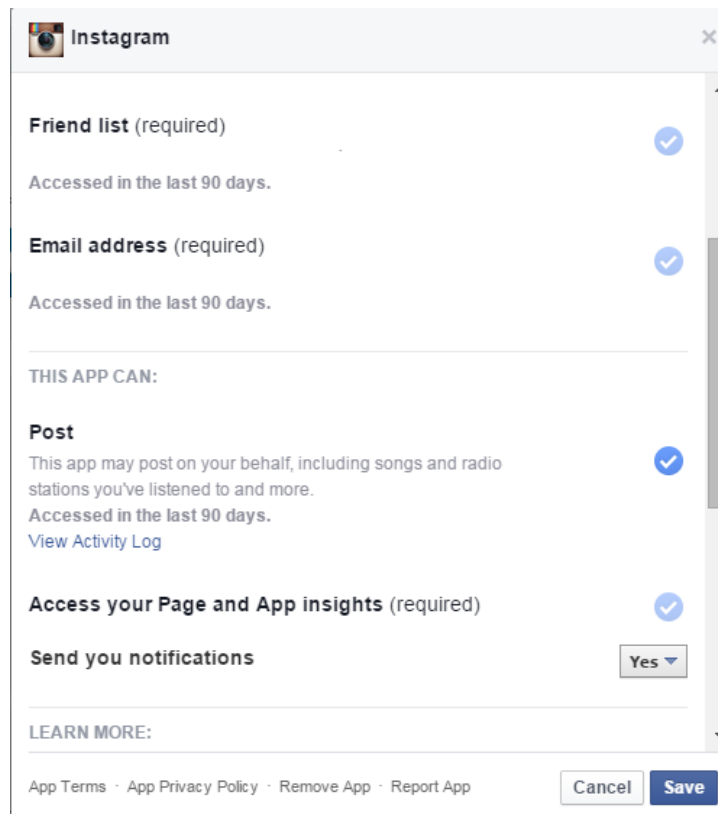 Instagram
×
Friend list (required)
Accessed in the last 90 days.
Email address (required)
Accessed in the last 90 days.
THIS APP CAN:
Post
This app may post on your behalf, including songs and radio
stations you've listened to and more.
Accessed in the last 90 days.
View Activity Log
Access your Page and App insights (required)
Send you notifications
Yes
LEARN MORE:
App Terms · App Privacy Policy · Remove App · Report App
Cancel
Save